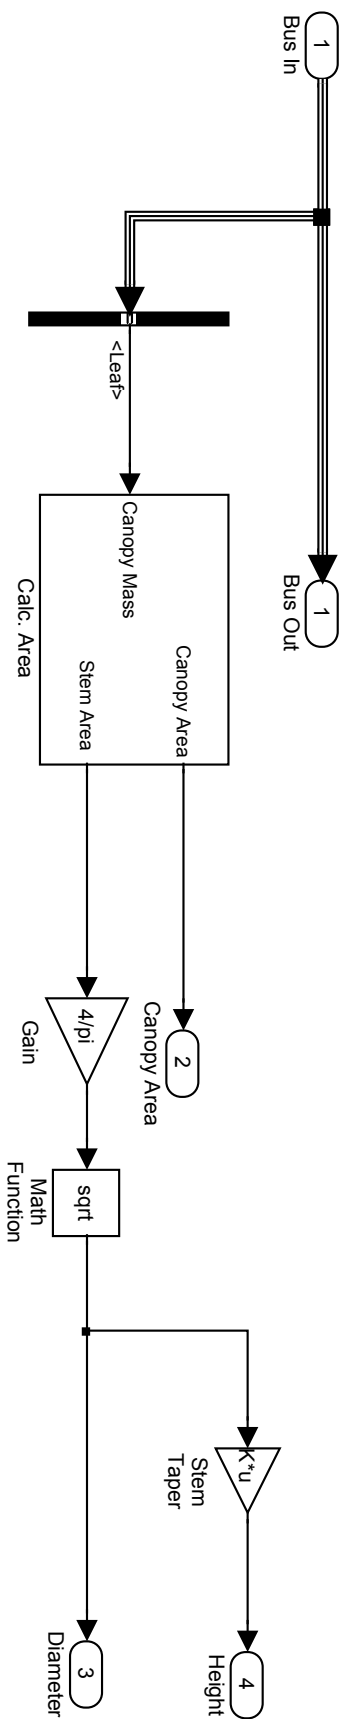 1
Bus In
1
Bus Out
<Leaf>
Canopy Mass
Canopy Area
Stem Area
Calc. Area
2
Canopy Area
4/pi
Gain
sqrt
Math
Function
K*u
Stem
Taper
4
Height
3
Diameter